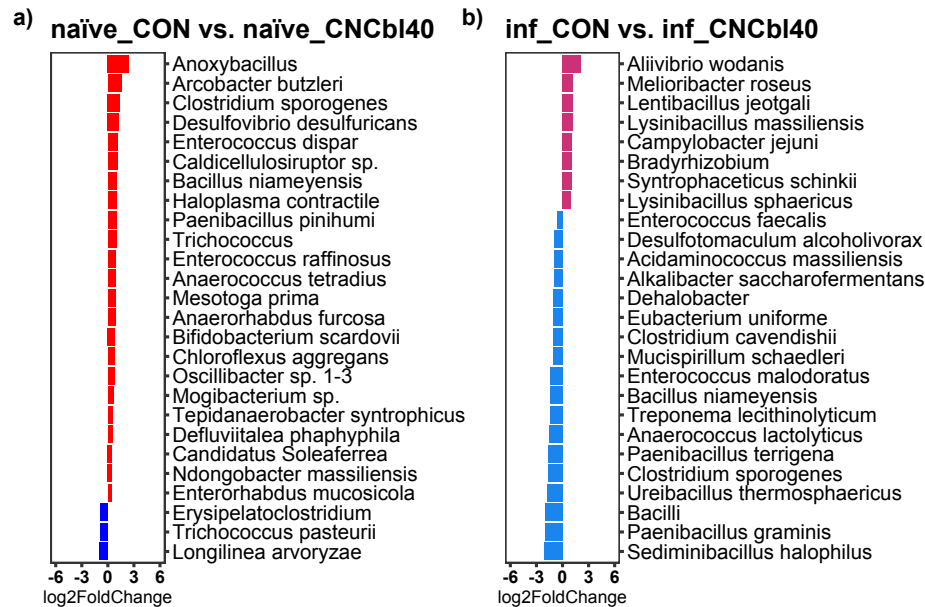 a) naïve_CON vs. naïve_CNCbl40
Anoxybacillus
Arcobacter butzleri
Clostridium sporogenes
Desulfovibrio desulfuricans
Enterococcus dispar
Caldicellulosiruptor sp.
Bacillus niameyensis
Haloplasma contractile
Paenibacillus pinihumi
Trichococcus
Enterococcus raffinosus
Anaerococcus tetradius
Mesotoga prima
Anaerorhabdus furcosa
Bifidobacterium scardovii
Chloroflexus aggregans
Oscillibacter sp. 1-3
Mogibacterium sp.
Tepidanaerobacter syntrophicus
Defluviitalea phaphyphila
Candidatus Soleaferrea
Ndongobacter massiliensis
Enterorhabdus mucosicola
Erysipelatoclostridium
Trichococcus pasteurii
Longilinea arvoryzae
-6 -3 0 3 6
log2FoldChange
b) inf_CON vs. inf_CNCbl40
Aliivibrio wodanis
Melioribacter roseus
Lentibacillus jeotgali
Lysinibacillus massiliensis
Campylobacter jejuni
Bradyrhizobium
Syntrophaceticus schinkii
Lysinibacillus sphaericus
Enterococcus faecalis
Desulfotomaculum alcoholivorax
Acidaminococcus massiliensis
Alkalibacter saccharofermentans
Dehalobacter
Eubacterium uniforme
Clostridium cavendishii
Mucispirillum schaedleri
Enterococcus malodoratus
Bacillus niameyensis
Treponema lecithinolyticum
Anaerococcus lactolyticus
Paenibacillus terrigena
Clostridium sporogenes
Ureibacillus thermosphaericus
Bacilli
Paenibacillus graminis
Sediminibacillus halophilus
-6 -3 0 3 6
log2FoldChange